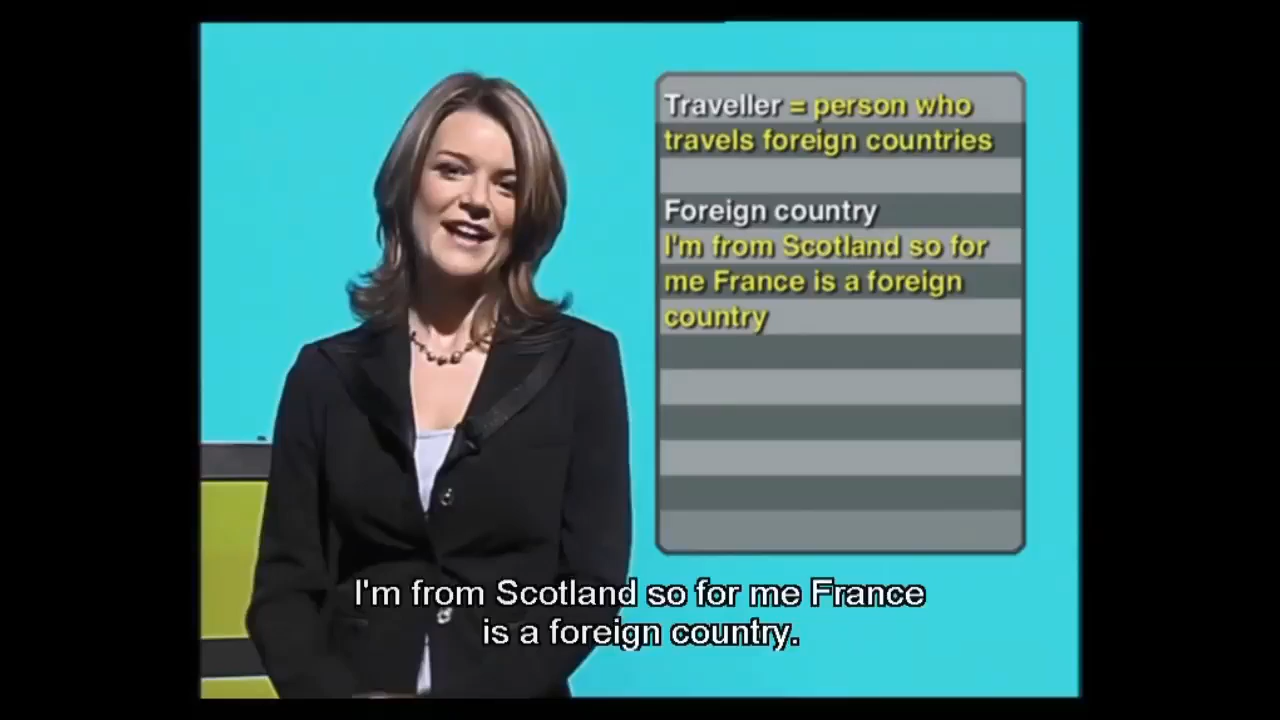 Traveller = person who
travels foreign countries
Foreign country
I'm from Scotland so for
me France is a foreign
country
I'm from Scotland so for me France
is a foreign country.